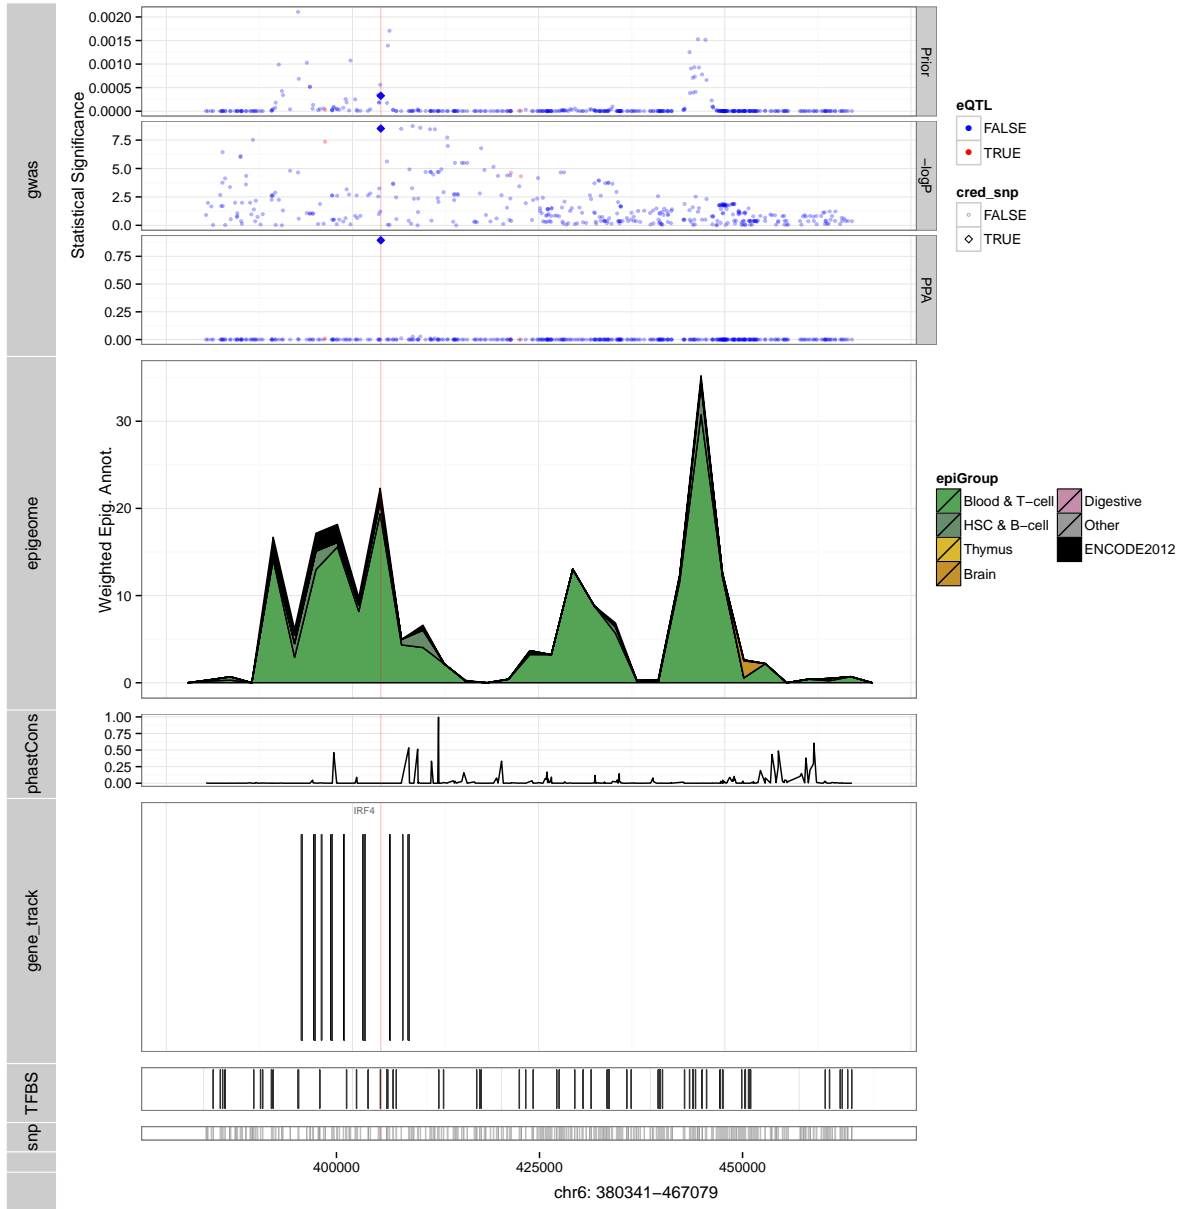 gwas
Statistical Significance
0.0020
0.0015
0.0010
0.0005
0.0000
Prior
7.5
5.0
2.5
0.0
−logP
0.75
0.50
0.25
0.00
PPA
eQTL
FALSE
TRUE
cred_snp
FALSE
TRUE
epigeome
Weighted Epig. Annot.
30
20
10
0
epiGroup
Blood & T−cell
HSC & B−cell
Thymus
Brain
Digestive
Other
ENCODE2012
phastCons
1.00
0.75
0.50
0.25
0.00
gene_track
IRF4
TFBS
snp
400000
425000
450000
chr6: 380341−467079